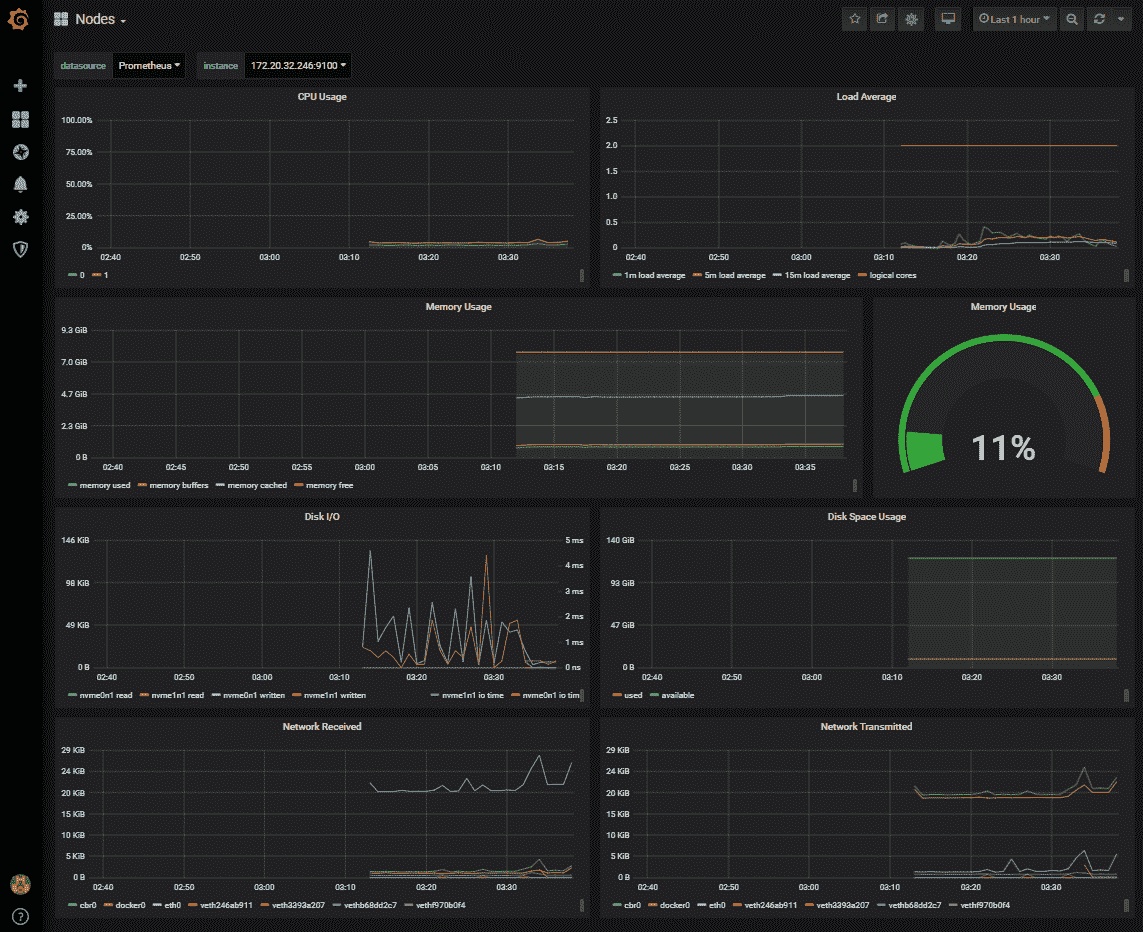 Nodes
Last 1 hour
datasource Prometheus instance 172.20.32.246:9100
CPU Usage
100.00%
75.00%
50.00%
25.00%
0%
02:40 02:50 03:00 03:10 03:20 03:30
0 1
Load Average
2.5
2.0
1.5
1.0
0.5
0
02:40 02:50 03:00 03:10 03:20 03:30
1m load average 5m load average 15m load average logical cores
Memory Usage
9.3 GiB
7.0 GiB
4.7 GiB
2.3 GiB
0 B
02:40 02:45 02:50 02:55 03:00 03:05 03:10 03:15 03:20 03:25 03:30 03:35
memory used memory buffers memory cached memory free
Memory Usage
11%
Disk I/O
146 KiB
98 KiB
49 KiB
0 B
5 ms
4 ms
3 ms
2 ms
1 ms
0 ns
02:40 02:50 03:00 03:10 03:20 03:30
nvme0n1 read nvme1n1 read nvme0n1 written nvme1n1 written nvme1n1 io time nvme0n1 io tim
Disk Space Usage
140 GiB
93 GiB
47 GiB
0 B
02:40 02:50 03:00 03:10 03:20 03:30
used available
Network Received
29 KiB
24 KiB
20 KiB
15 KiB
10 KiB
5 KiB
0 B
02:40 02:50 03:00 03:10 03:20 03:30
cbr0 docker0 eth0 veth246ab911 veth3393a207 vethb68dd2c7 vethf970b0f4
Network Transmitted
29 KiB
24 KiB
20 KiB
15 KiB
10 KiB
5 KiB
0 B
02:40 02:50 03:00 03:10 03:20 03:30
cbr0 docker0 eth0 veth246ab911 veth3393a207 vethb68dd2c7 vethf970b0f4